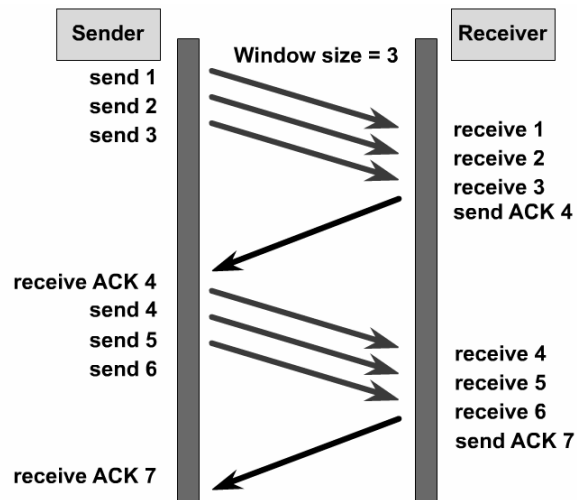 Sender
Receiver
Window size = 3
send 1
send 2
send 3
receive 1
receive 2
receive 3
send ACK 4
receive ACK 4
send 4
send 5
send 6
receive 4
receive 5
receive 6
send ACK 7
receive ACK 7